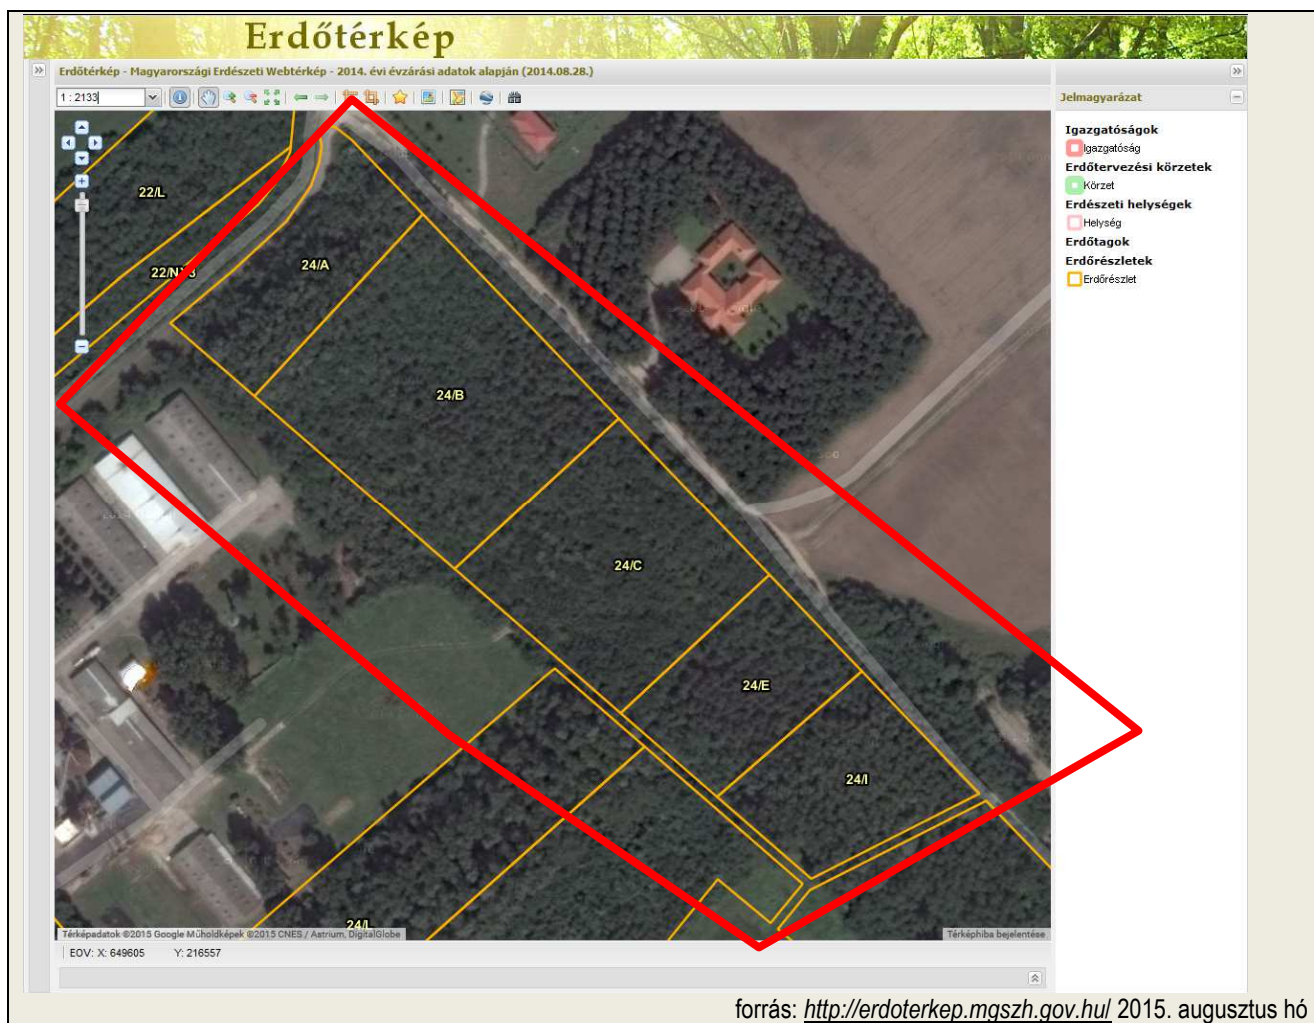 Erdőtérkép
Erdőtérkép - Magyarországi Erdészeti Webtérkép - 2014. évi évzárási adatok alapján (2014.08.28.)
1 : 2133
Jelmagyarázat
Igazgatóságok
Igazgatóság
Erdőtervezési körzetek
Körzet
Erdészeti helységek
Helység
Erdőtagok
Erdőrészletek
Erdőrészlet
22/L
24/A
24/B
24/C
24/E
24/I
Térképadatok ©2015 Google Műholdképek ©2015 CNES / Astrium, DigitalGlobe
Térképhiba bejelentése
EOV: X: 649605 Y: 216557
forrás: http://erdoterkep.mgszh.gov.hu/ 2015. augusztus hó